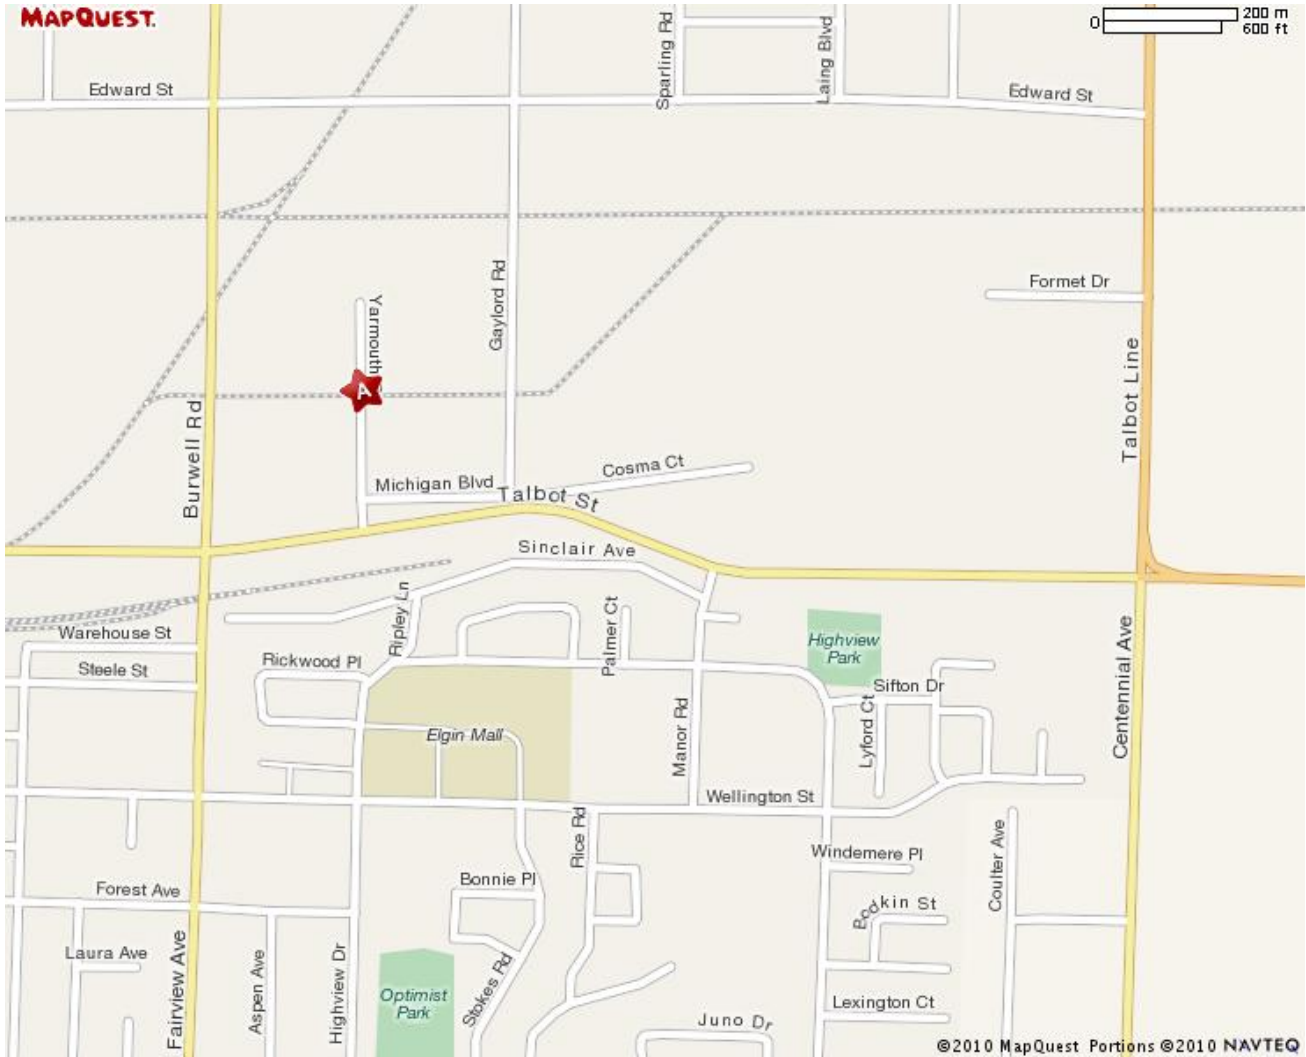 MAPQUEST.
0
200 m
600 ft
Edward St
Sparling Rd
Laing Blvd
Edward St
Gaylord Rd
Yarmouth
Formet Dr
A
Talbot Line
Burwell Rd
Michigan Blvd
Cosma Ct
Talbot St
Sinclair Ave
Ripley Ln
Palmer Ct
Warehouse St
Highview
Park
Rickwood Pl
Steele St
Sifton Dr
Centennial Ave
Manor Rd
Lyford Ct
Elgin Mall
Wellington St
Rice Rd
Windemere Pl
Coulter Ave
Bonnie Pl
Forest Ave
Bodkin St
Laura Ave
Fairview Ave
Aspen Ave
Highview Dr
Stokes Rd
Optimist
Park
Lexington Ct
Juno Dr
©2010 MapQuest Portions ©2010 NAVTEQ